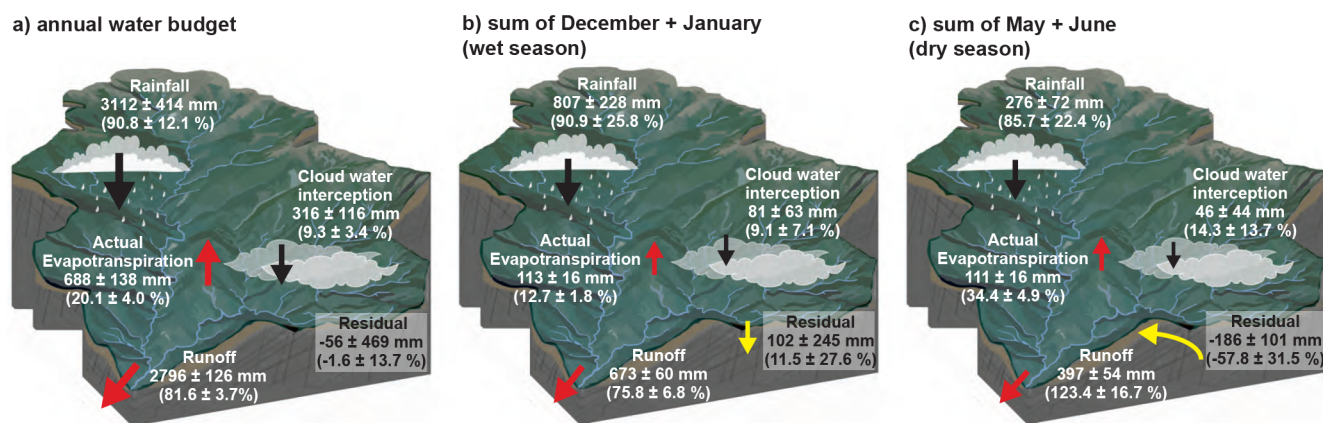 a) annual water budget
Rainfall
3112 ± 414 mm
(90.8 ± 12.1 %)
Cloud water
interception
316 ± 116 mm
(9.3 ± 3.4 %)
Actual
Evapotranspiration
688 ± 138 mm
(20.1 ± 4.0 %)
Residual
-56 ± 469 mm
(-1.6 ± 13.7 %)
Runoff
2796 ± 126 mm
(81.6 ± 3.7%)
b) sum of December + January
(wet season)
Rainfall
807 ± 228 mm
(90.9 ± 25.8 %)
Cloud water
interception
81 ± 63 mm
(9.1 ± 7.1 %)
Actual
Evapotranspiration
113 ± 16 mm
(12.7 ± 1.8 %)
Residual
102 ± 245 mm
(11.5 ± 27.6 %)
Runoff
673 ± 60 mm
(75.8 ± 6.8 %)
c) sum of May + June
(dry season)
Rainfall
276 ± 72 mm
(85.7 ± 22.4 %)
Cloud water
interception
46 ± 44 mm
(14.3 ± 13.7 %)
Actual
Evapotranspiration
111 ± 16 mm
(34.4 ± 4.9 %)
Residual
-186 ± 101 mm
(-57.8 ± 31.5 %)
Runoff
397 ± 54 mm
(123.4 ± 16.7 %)